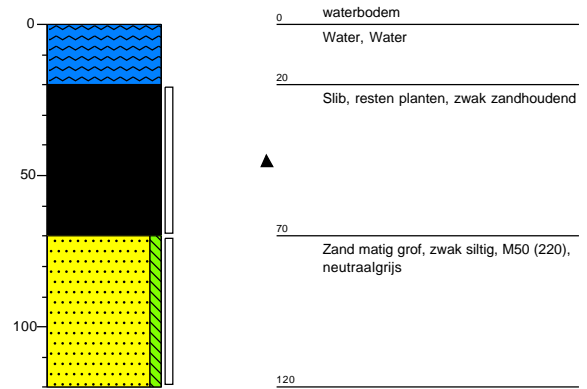 0
50
100
0
waterbodem
Water, Water
20
Slib, resten planten, zwak zandhoudend
70
Zand matig grof, zwak siltig, M50 (220),
neutraalgrijs
120